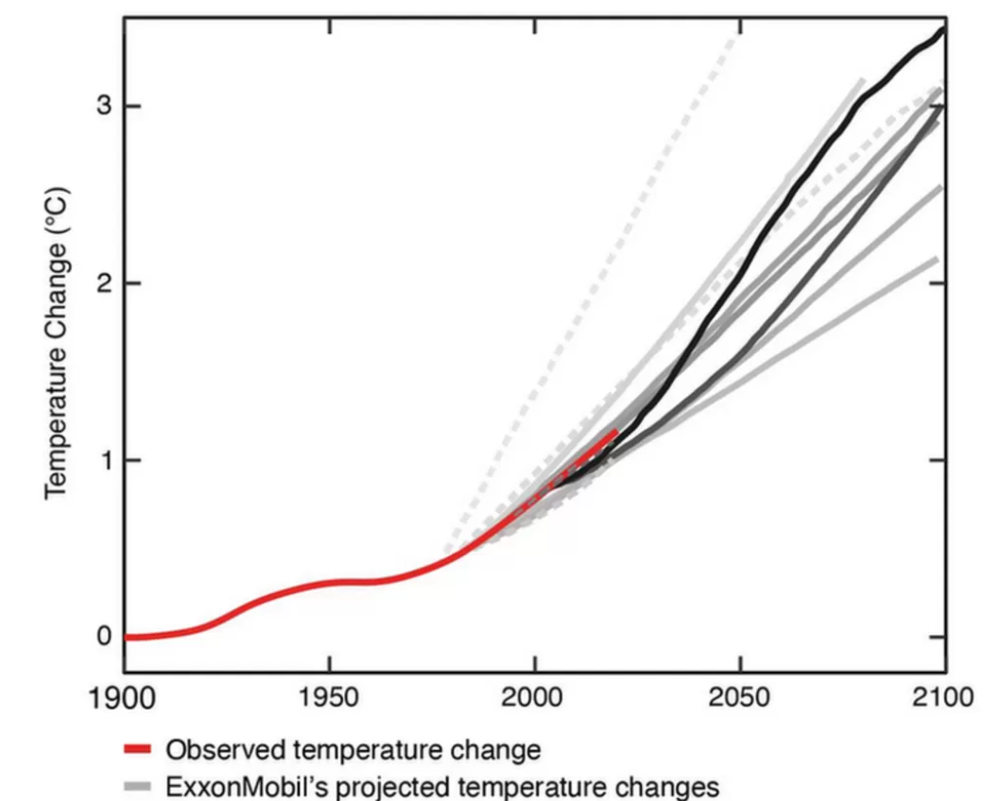 Temperature Change (°C)
3
2
1
0
1900 1950 2000 2050 2100
Observed temperature change
ExxonMobil's projected temperature changes